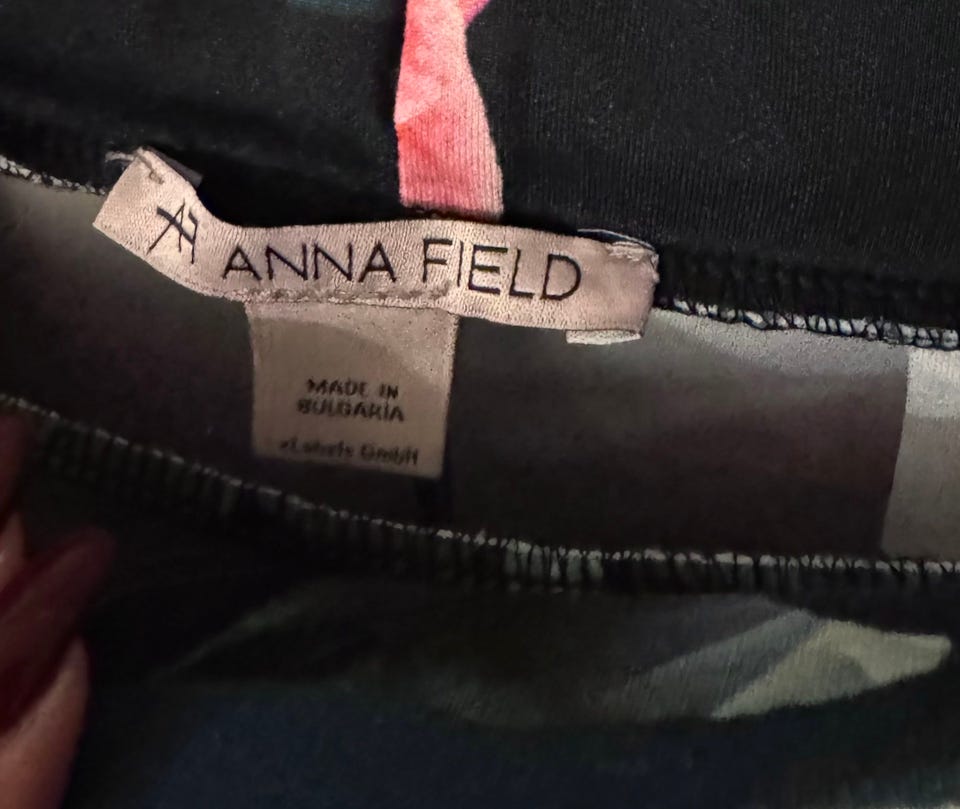 ANNA FIELD
MADE IN
BULGARIA
zLabels GmbH